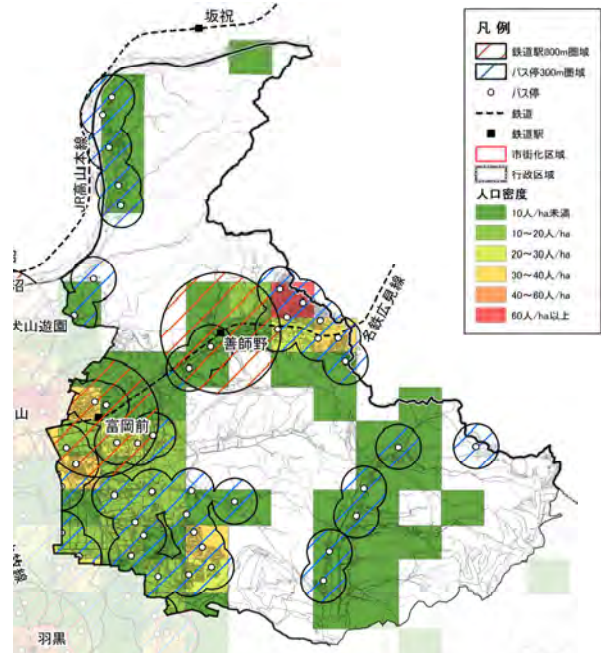 坂祝
JR高山本線
沼
犬山遊園
山
善師野
名鉄広見線
富岡前
羽黒
凡 例
鉄道駅800m圏域
バス停300m圏域
バス停
鉄道
鉄道駅
市街化区域
行政区域
人口密度
10人/ha未満
10～20人/ha
20～30人/ha
30～40人/ha
40～60人/ha
60人/ha以上